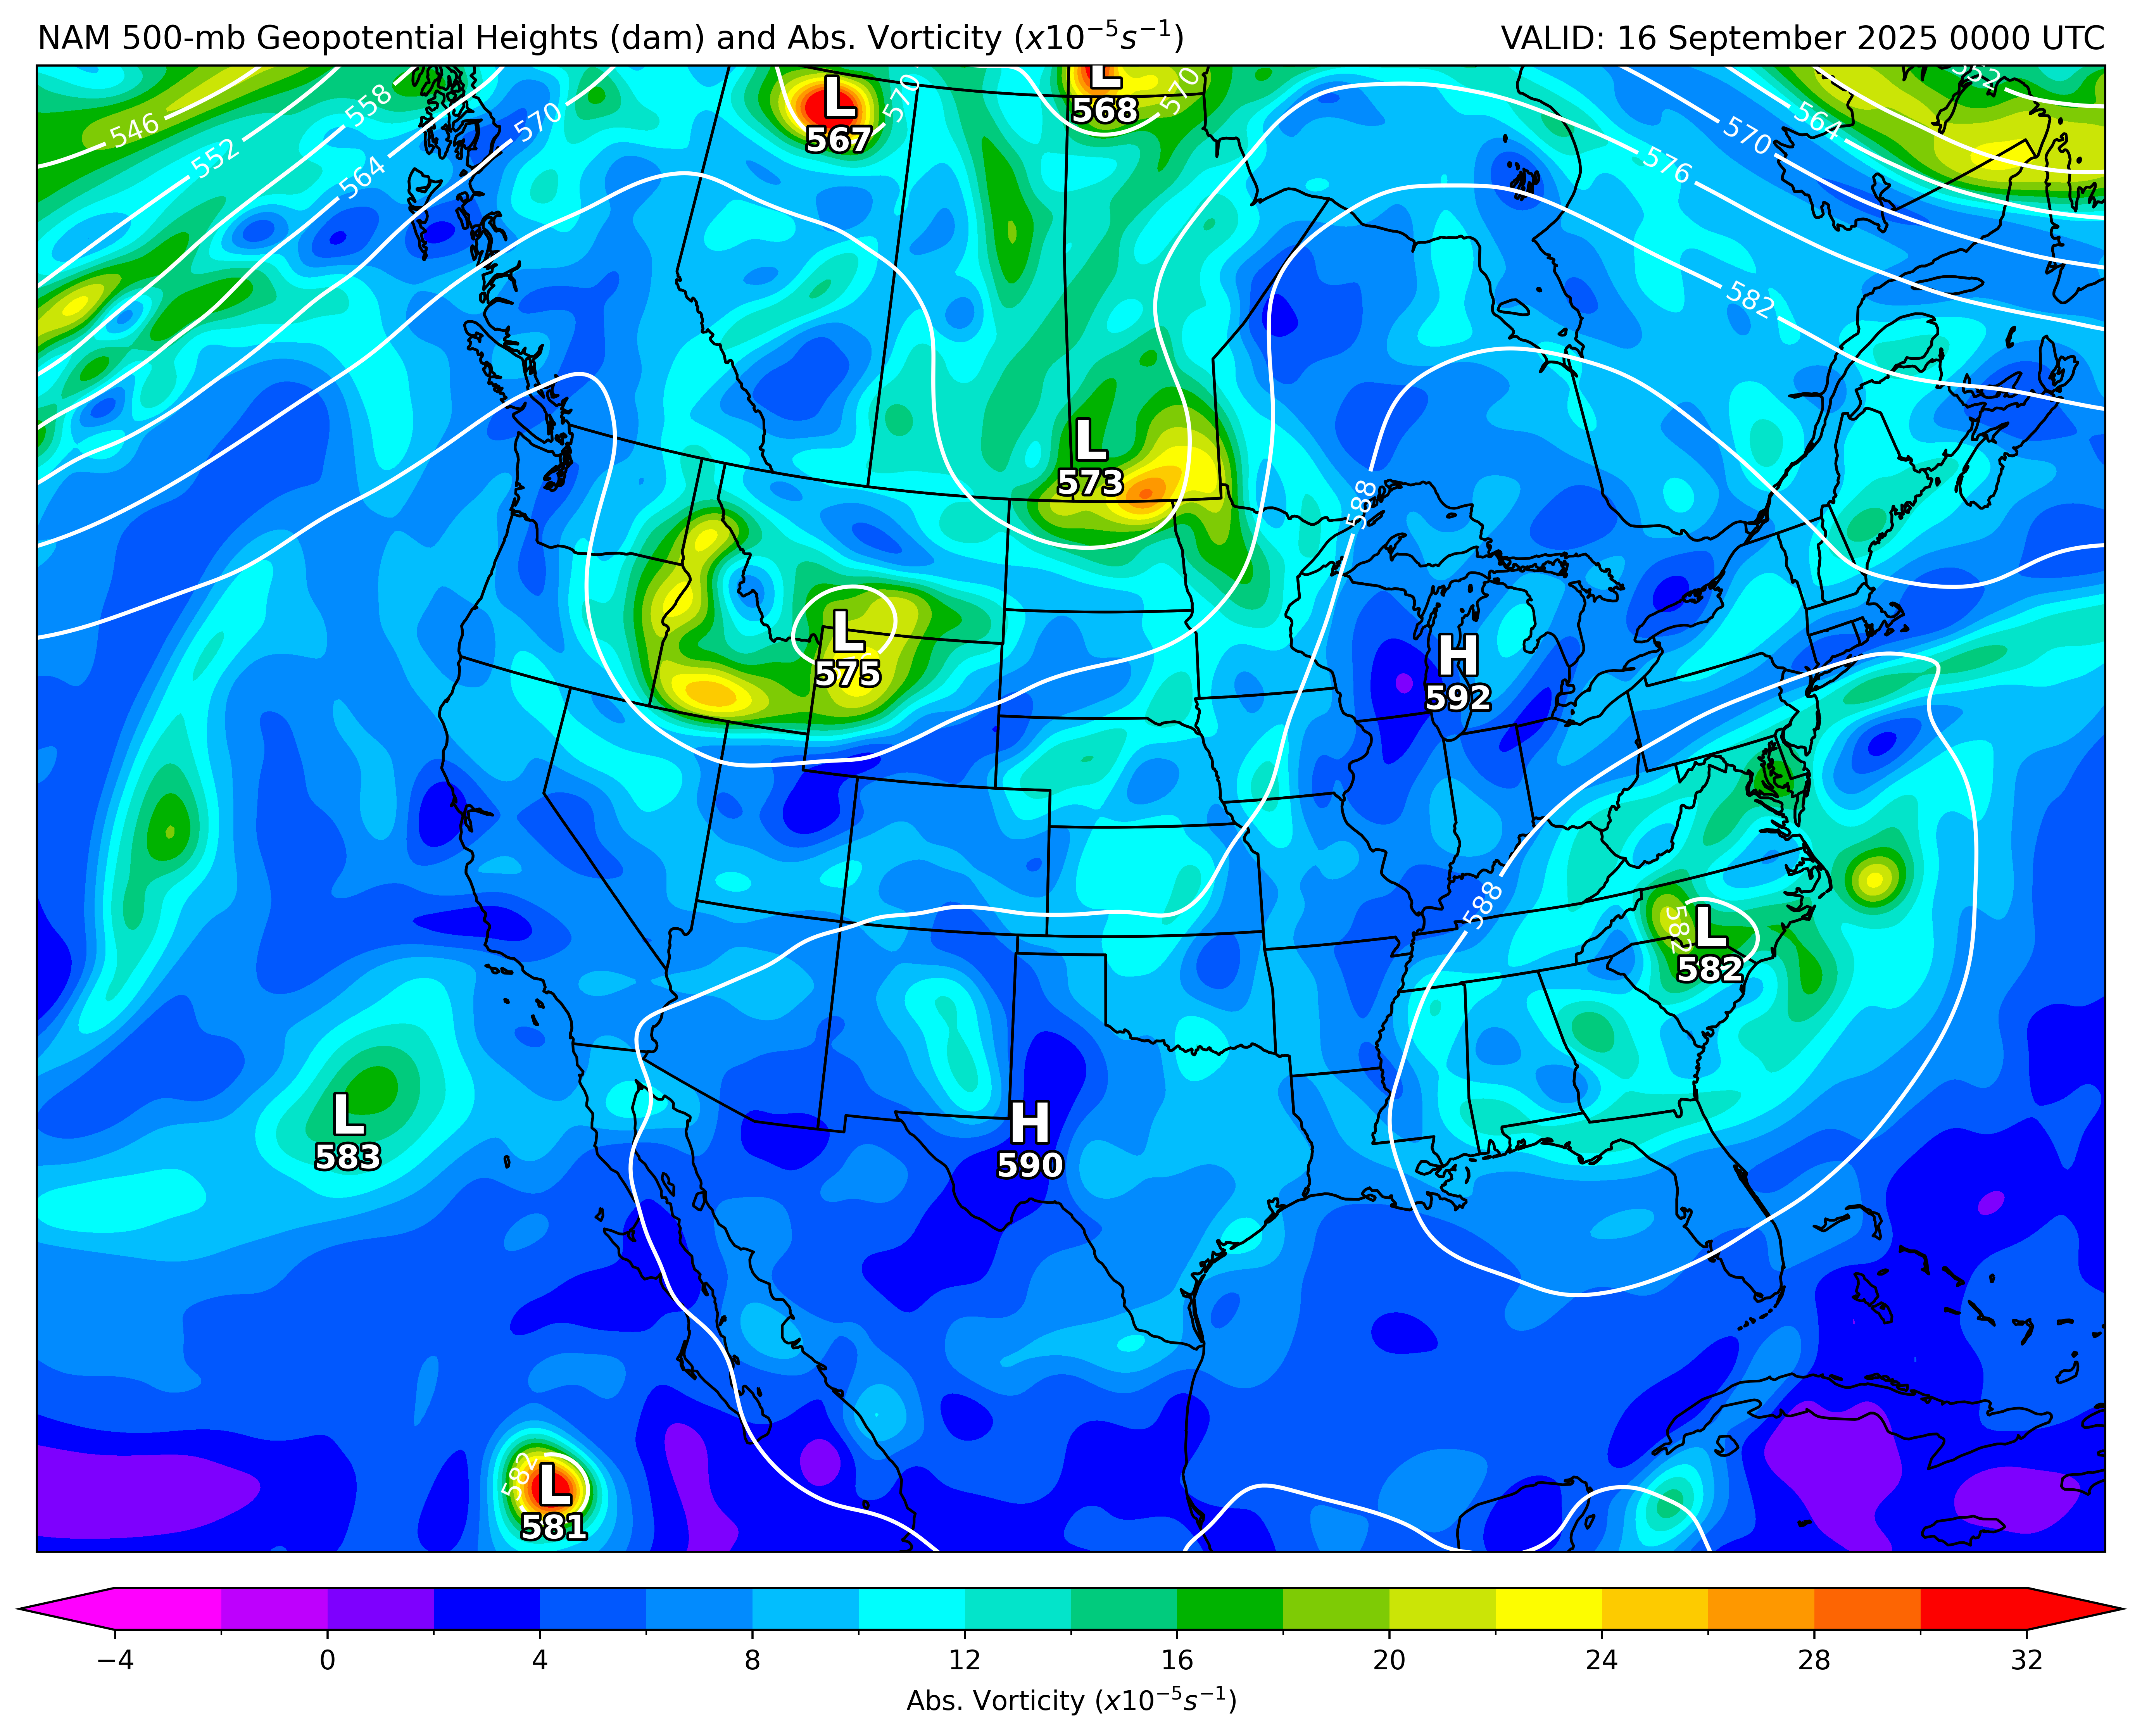 NAM 500-mb Geopotential Heights (dam) and Abs. Vorticity (x10⁻⁵s⁻¹)
VALID: 16 September 2025 0000 UTC
546
552
558
564
570
L
567
570
L
568
570
576
570
564
552
582
L
573
588
L
575
H
592
588
582
L
582
L
583
H
590
582
L
581
−4 0 4 8 12 16 20 24 28 32
Abs. Vorticity (x10⁻⁵s⁻¹)